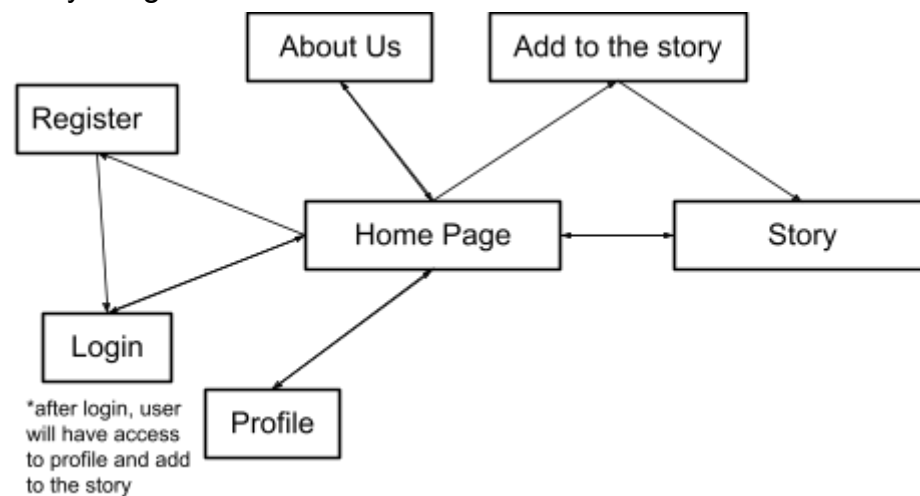 About Us
Add to the story
Register
Home Page
Story
Login
Profile
*after login, user
will have access
to profile and add
to the story